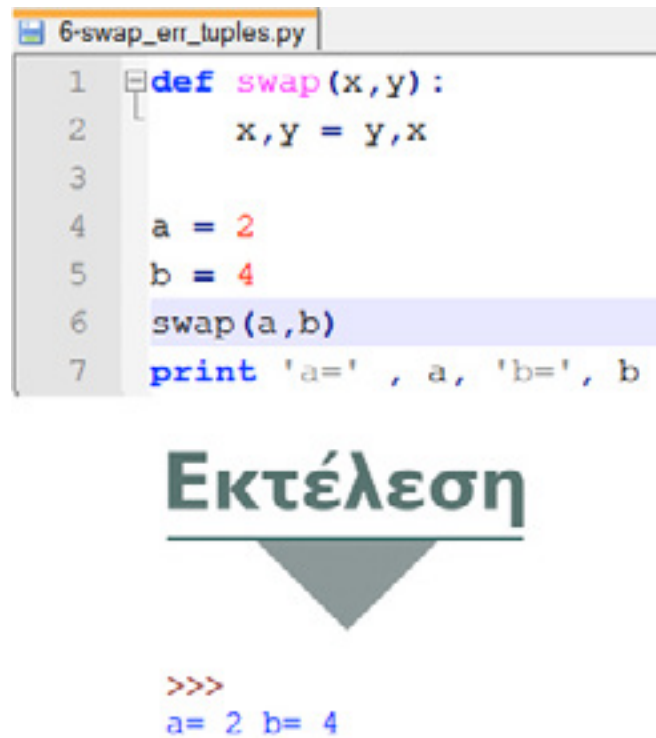 6-swap_err_tuples.py
1 def swap(x,y):
2 x,y = y,x
3
4 a = 2
5 b = 4
6 swap(a,b)
7 print 'a=' , a, 'b=', b
Εκτέλεση
>>>
a= 2 b= 4